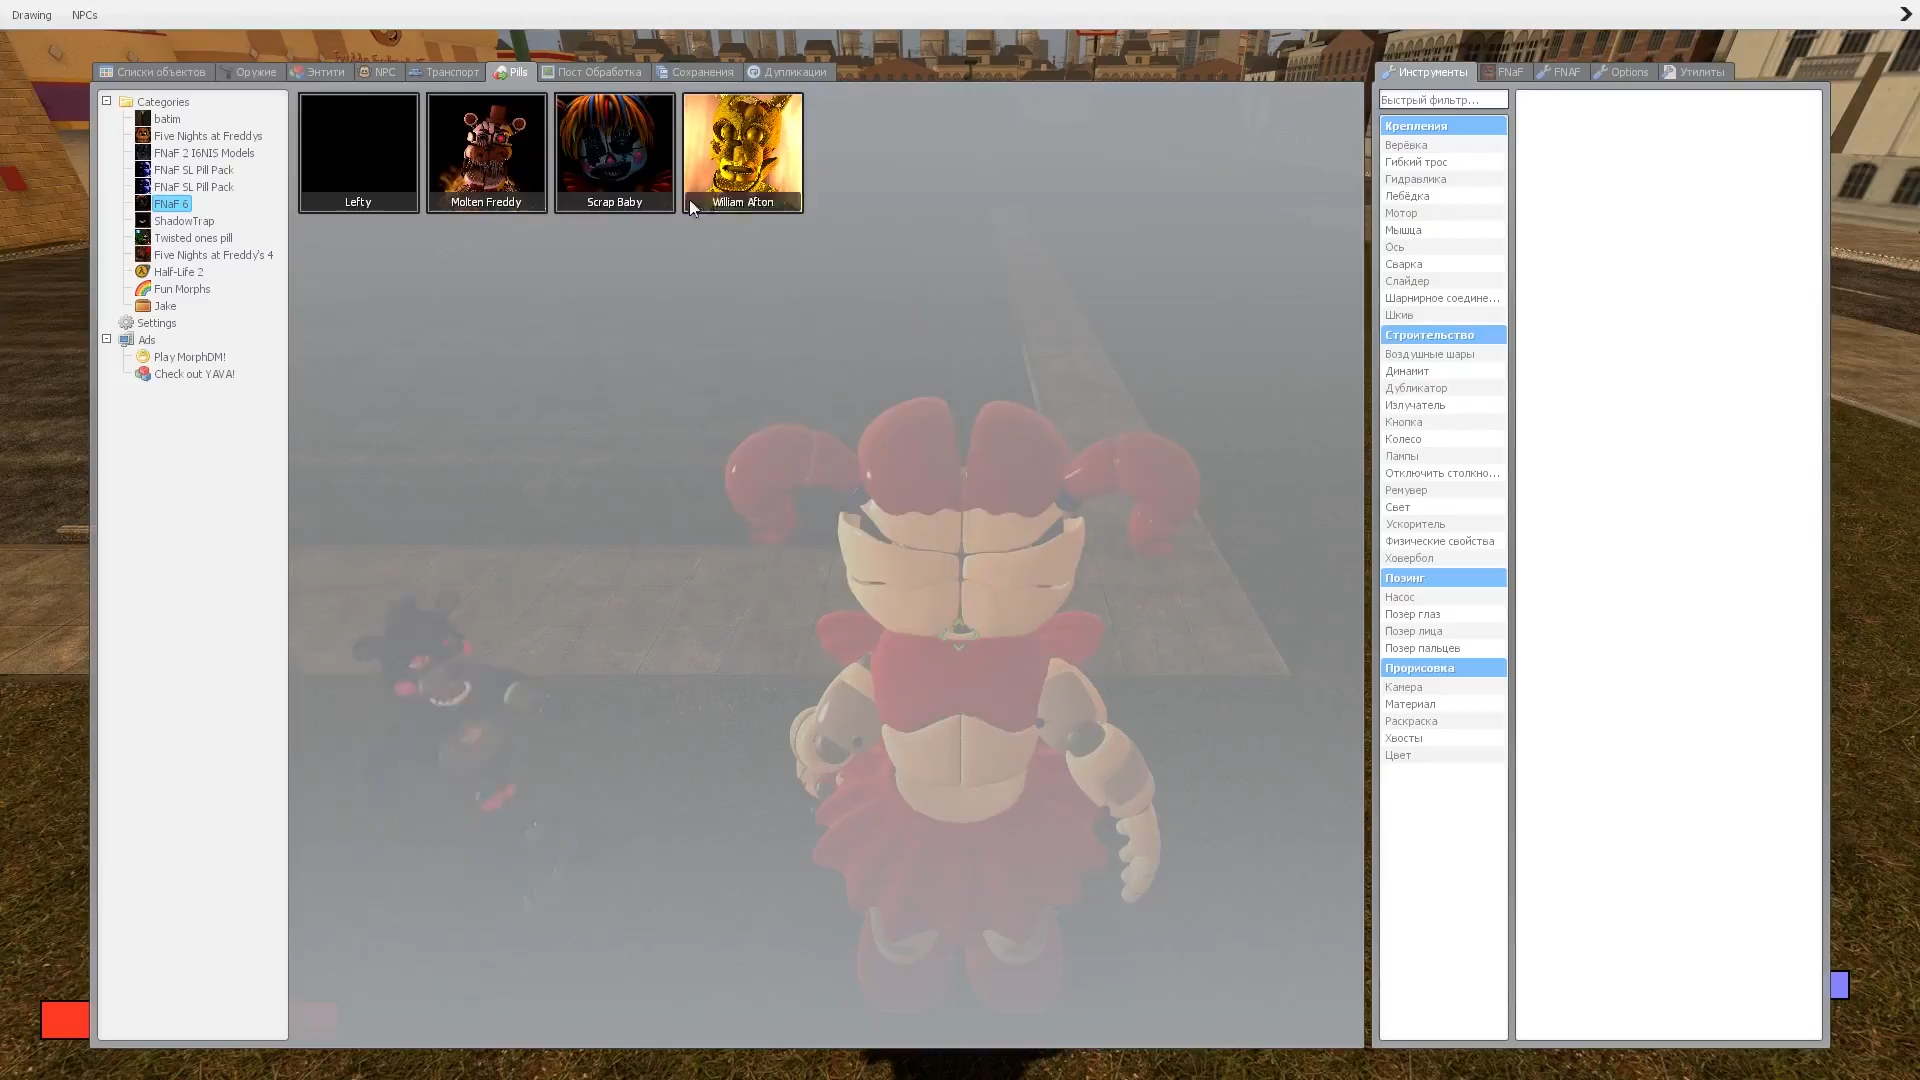 Drawing NPCs
Списки объектов Оружие Энтити NPC Транспорт Pills Пост Обработка Сохранения Дупликации
Categories
batim
Five Nights at Freddys
FNaF 2 I6NIS Models
FNaF SL Pill Pack
FNaF SL Pill Pack
FNaF 6
ShadowTrap
Twisted ones pill
Five Nights at Freddy's 4
Half-Life 2
Fun Morphs
Jake
Settings
Ads
Play MorphDM!
Check out YAVA!
Lefty
Molten Freddy
Scrap Baby
William Afton
Инструменты FNaF FNAF Options Утилиты
Быстрый фильтр...
Крепления
Верёвка
Гибкий трос
Гидравлика
Лебёдка
Мотор
Мышца
Ось
Сварка
Слайдер
Шарнирное соедине...
Шкив
Строительство
Воздушные шары
Динамит
Дубликатор
Излучатель
Кнопка
Колесо
Лампы
Отключить столкно...
Ремувер
Свет
Ускоритель
Физические свойства
Ховербол
Позинг
Насос
Позер глаз
Позер лица
Позер пальцев
Прорисовка
Камера
Материал
Раскраска
Хвосты
Цвет